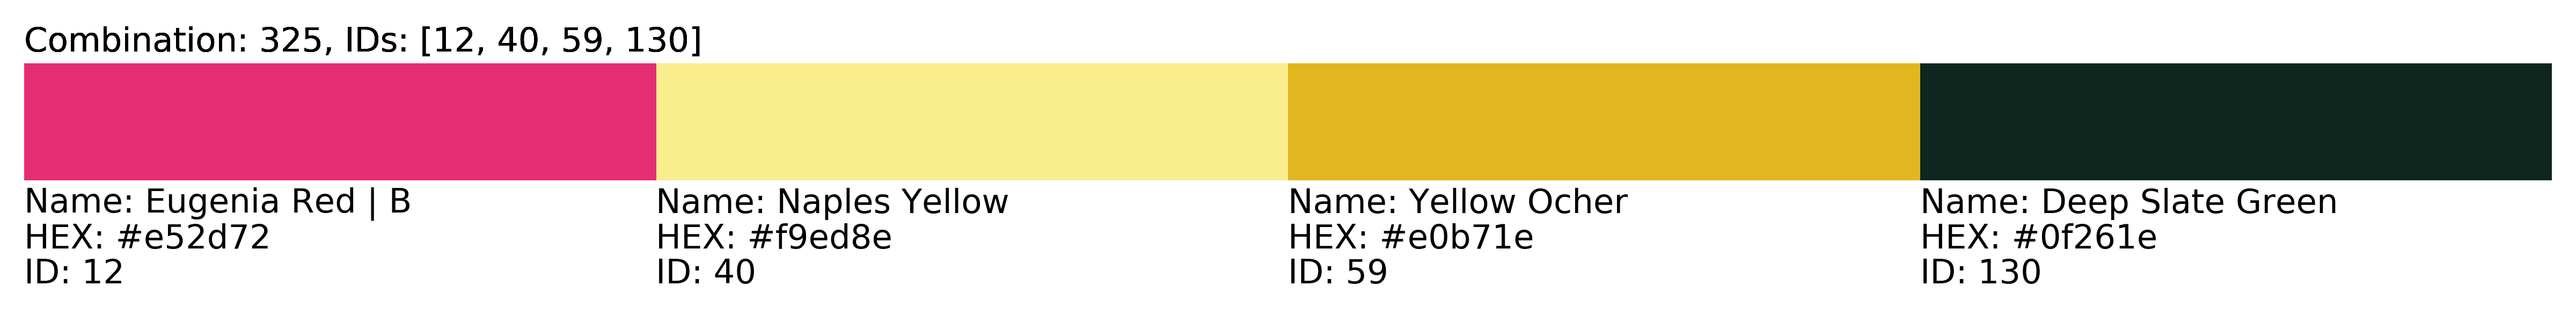 Combination: 325, IDs: [12, 40, 59, 130]
Name: Eugenia Red | B
HEX: #e52d72
ID: 12
Name: Naples Yellow
HEX: #f9ed8e
ID: 40
Name: Yellow Ocher
HEX: #e0b71e
ID: 59
Name: Deep Slate Green
HEX: #0f261e
ID: 130